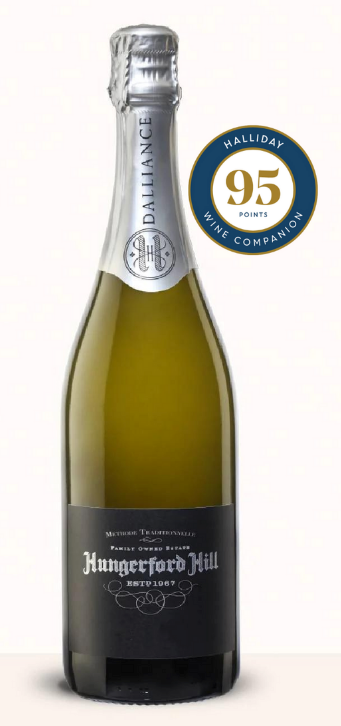 DALLIANCE
H
HALLIDAY
95
POINTS
WINE COMPANION
METHODE TRADITIONNELLE
FAMILY OWNED ESTATE
Hungerford Hill
ESTD 1967